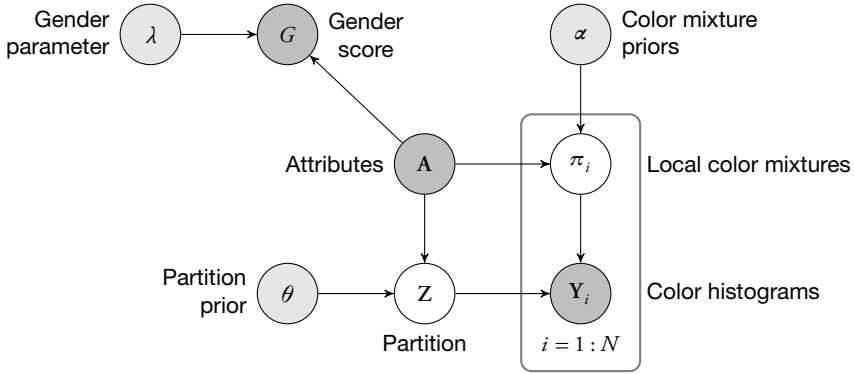 Gender
parameter
λ
G
Gender
score
α
Color mixture
priors
Attributes
A
π_i
Local color mixtures
Partition
prior
θ
Z
Partition
Y_i
Color histograms
i = 1 : N